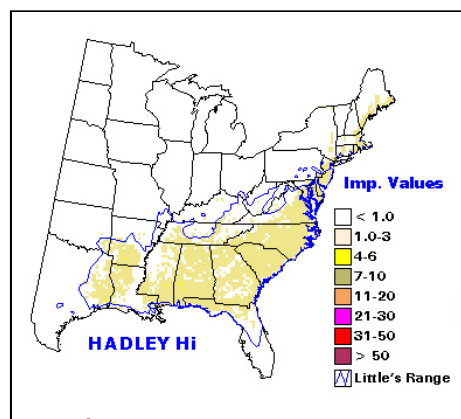 Imp. Values
< 1.0
1.0-3
4-6
7-10
11-20
21-30
31-50
> 50
Little's Range
HADLEY Hi